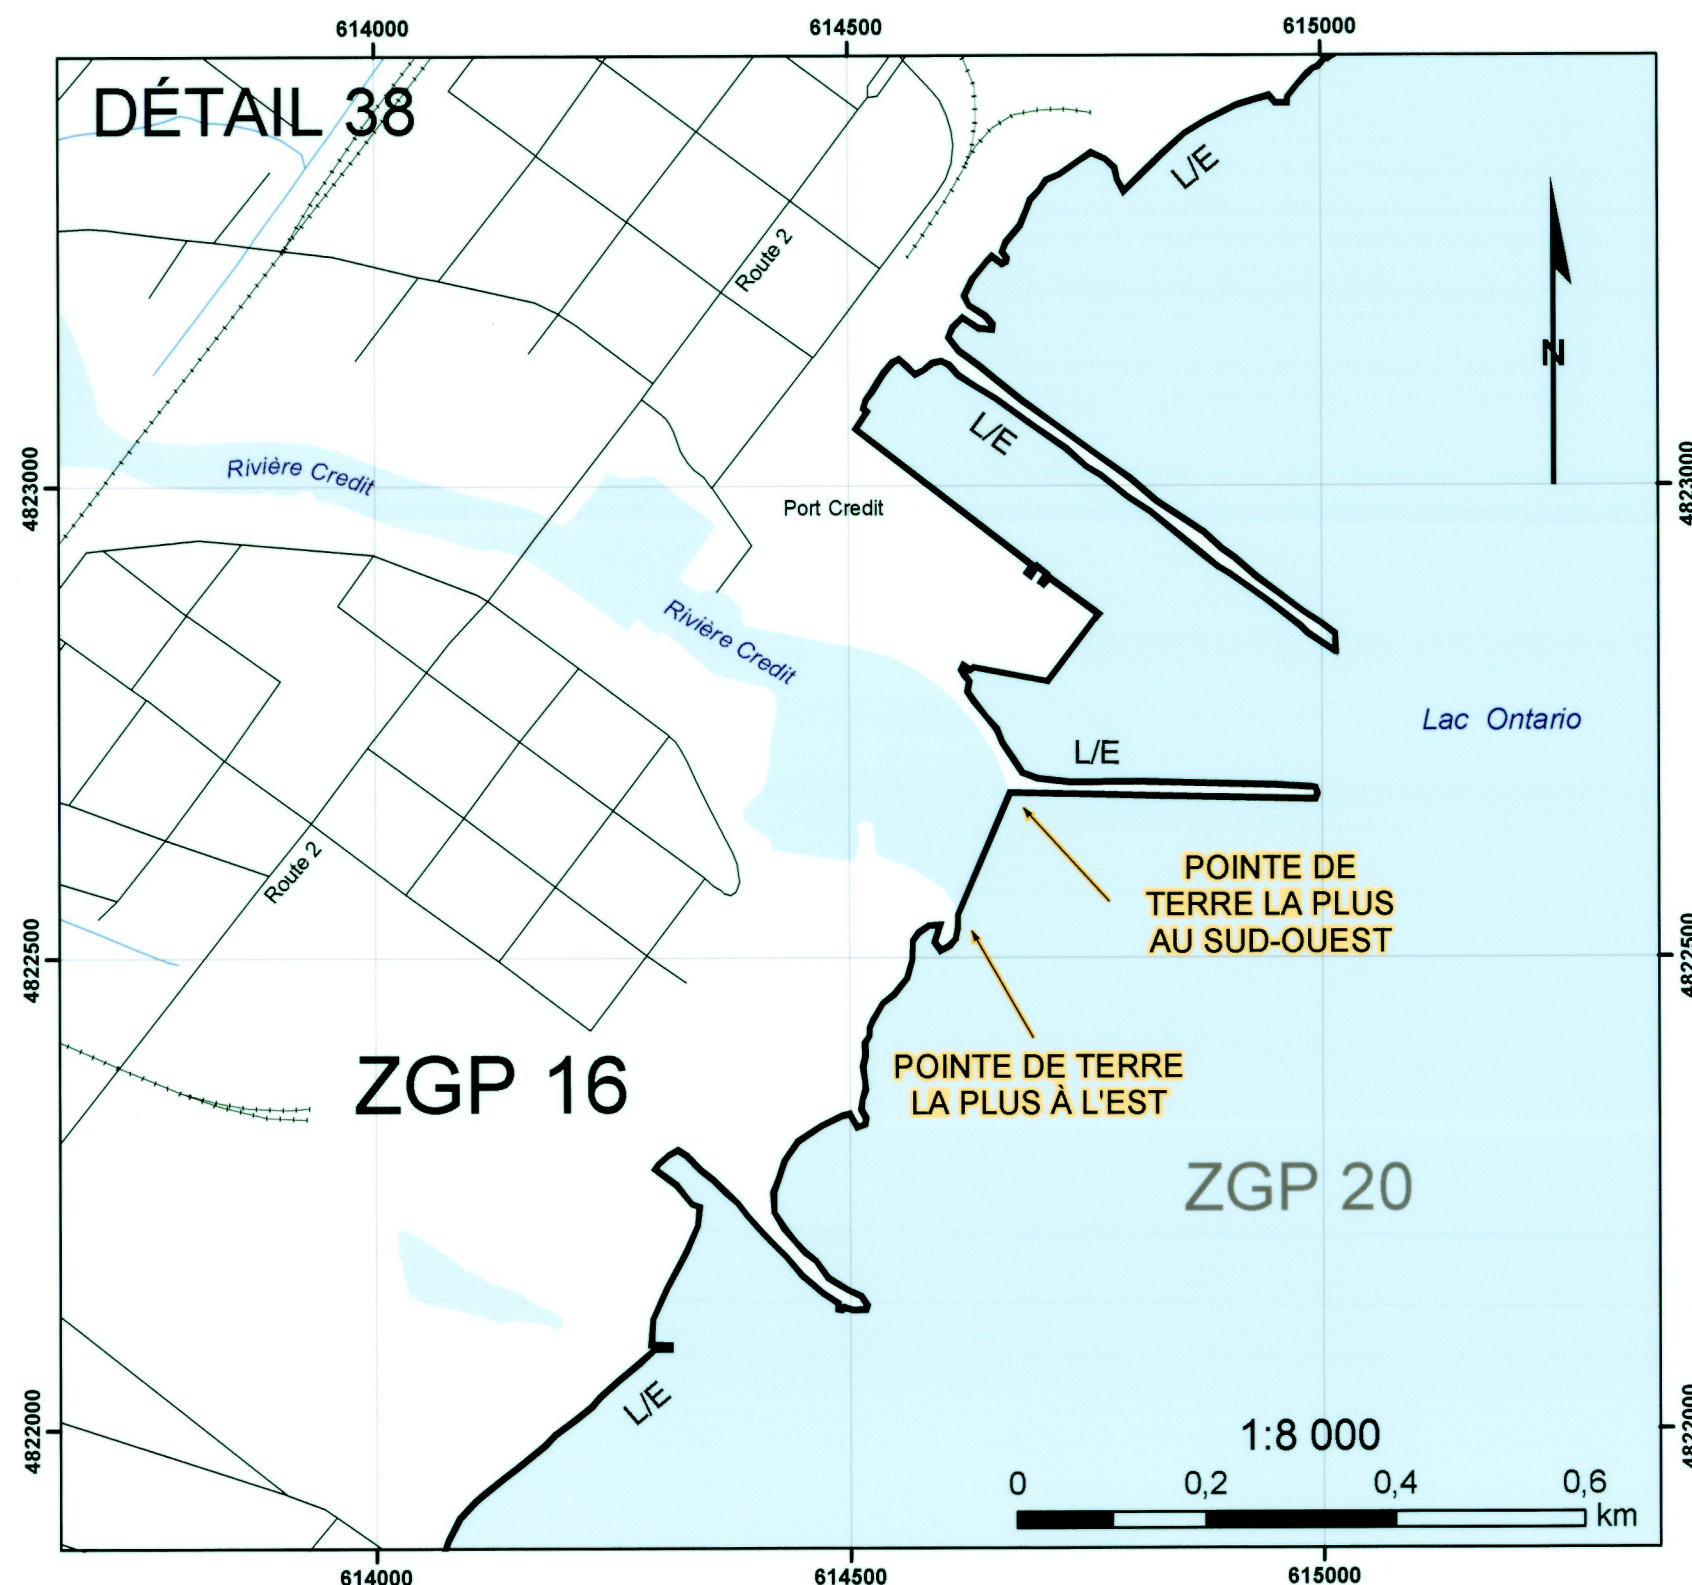 614000
614500
615000
DÉTAIL 38
L/E
Route 2
N
L/E
4823000
4823000
Rivière Credit
Port Credit
Rivière Credit
Lac Ontario
L/E
Route 2
POINTE DE
TERRE LA PLUS
AU SUD-OUEST
4822500
4822500
POINTE DE TERRE
LA PLUS À L'EST
ZGP 16
ZGP 20
L/E
4822000
4822000
1:8 000
0
0,2
0,4
0,6
km
614000
614500
615000